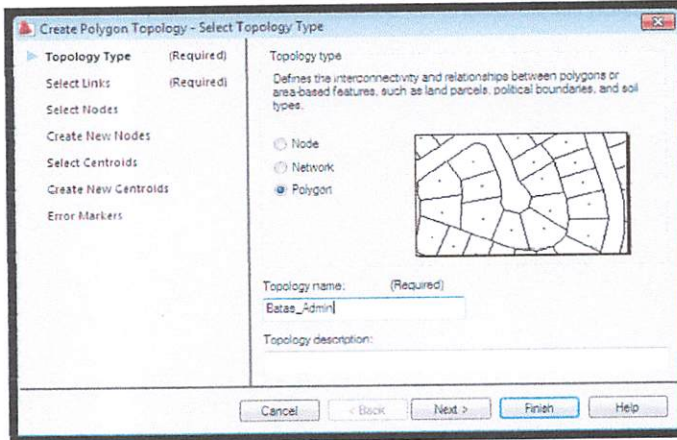 Create Polygon Topology - Select Topology Type
Topology Type (Required)
Select Links (Required)
Select Nodes
Create New Nodes
Select Centroids
Create New Centroids
Error Markers
Topology type
Defines the interconnectivity and relationships between polygons or
area-based features, such as land parcels, political boundaries, and soil
types.
Node
Network
Polygon
Topology name: (Required)
Batas_Admin
Topology description:
Cancel
< Back
Next >
Finish
Help